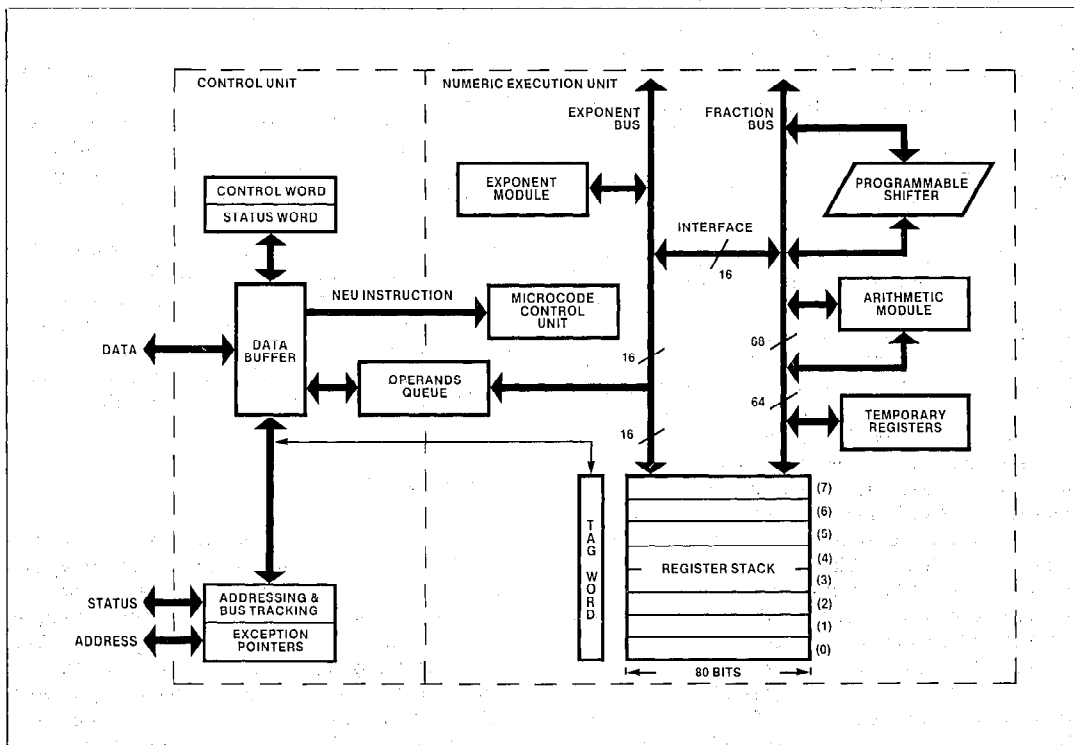 CONTROL UNIT
NUMERIC EXECUTION UNIT
EXPONENT
BUS
FRACTION
BUS
CONTROL WORD
STATUS WORD
EXPONENT
MODULE
PROGRAMMABLE
SHIFTER
INTERFACE
16
NEU INSTRUCTION
MICROCODE
CONTROL
UNIT
ARITHMETIC
MODULE
DATA
DATA
BUFFER
68
16
OPERANDS
QUEUE
64
TEMPORARY
REGISTERS
16
TAG WORD
(7)
(6)
(5)
(4)
REGISTER STACK
(3)
(2)
(1)
(0)
80 BITS
STATUS
ADDRESSING &
BUS TRACKING
ADDRESS
EXCEPTION
POINTERS